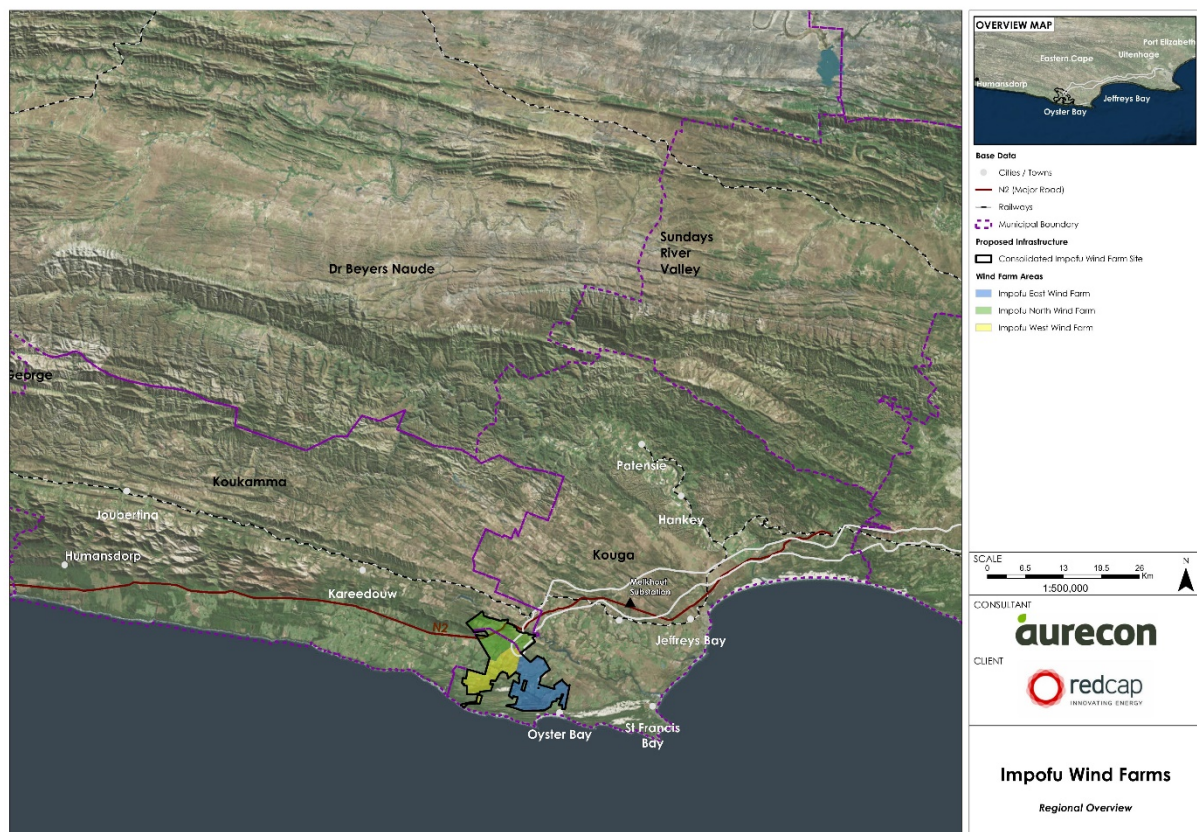 Sundays
River
Valley
Dr Beyers Naude
George
Patensie
Koukamma
Joubertina
Hankey
Humansdorp
Kouga
Kareedouw
Melkhout
Substation
N2
Jeffreys Bay
Oyster Bay
St Francis
Bay
OVERVIEW MAP
Port Elizabeth
Uitenhage
Eastern Cape
Humansdorp
Jeffreys Bay
Oyster Bay
Base Data
Cities / Towns
N2 (Major Road)
Railways
Municipal Boundary
Proposed Infrastructure
Consolidated Impofu Wind Farm Site
Wind Farm Areas
Impofu East Wind Farm
Impofu North Wind Farm
Impofu West Wind Farm
SCALE
N
0 6.5 13 19.5 26
Km
1:500,000
CONSULTANT
aurecon
CLIENT
redcap
INNOVATING ENERGY
Impofu Wind Farms
Regional Overview